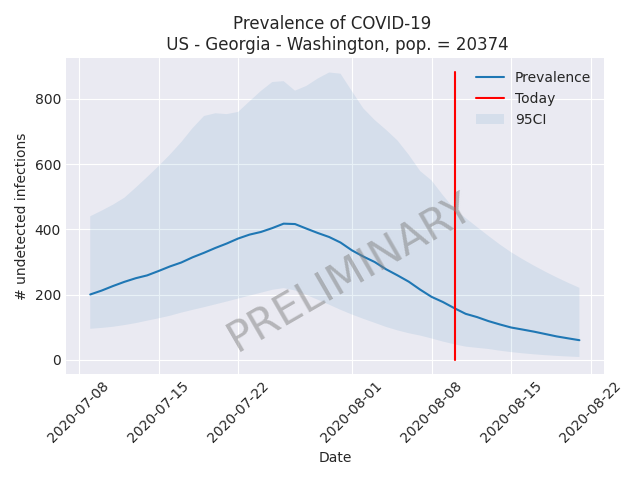 Prevalence of COVID-19
US - Georgia - Washington, pop. = 20374
Prevalence
Today
95CI
# undetected infections
800
600
400
200
0
PRELIMINARY
2020-07-08
2020-07-15
2020-07-22
2020-08-01
2020-08-08
2020-08-15
2020-08-22
Date